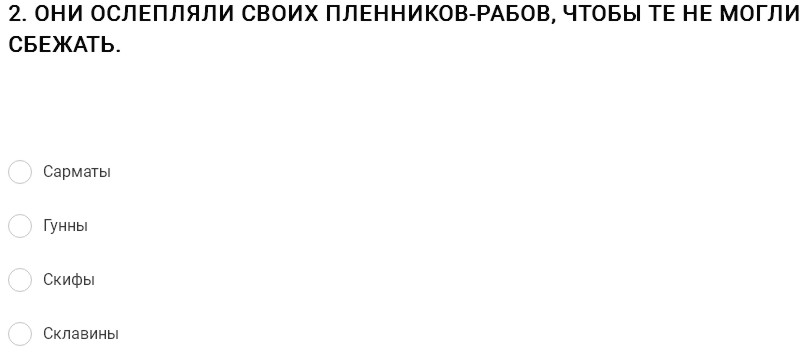 2. ОНИ ОСЛЕПЛЯЛИ СВОИХ ПЛЕННИКОВ-РАБОВ, ЧТОБЫ ТЕ НЕ МОГЛИ
СБЕЖАТЬ.
Сарматы
Гунны
Скифы
Склавины